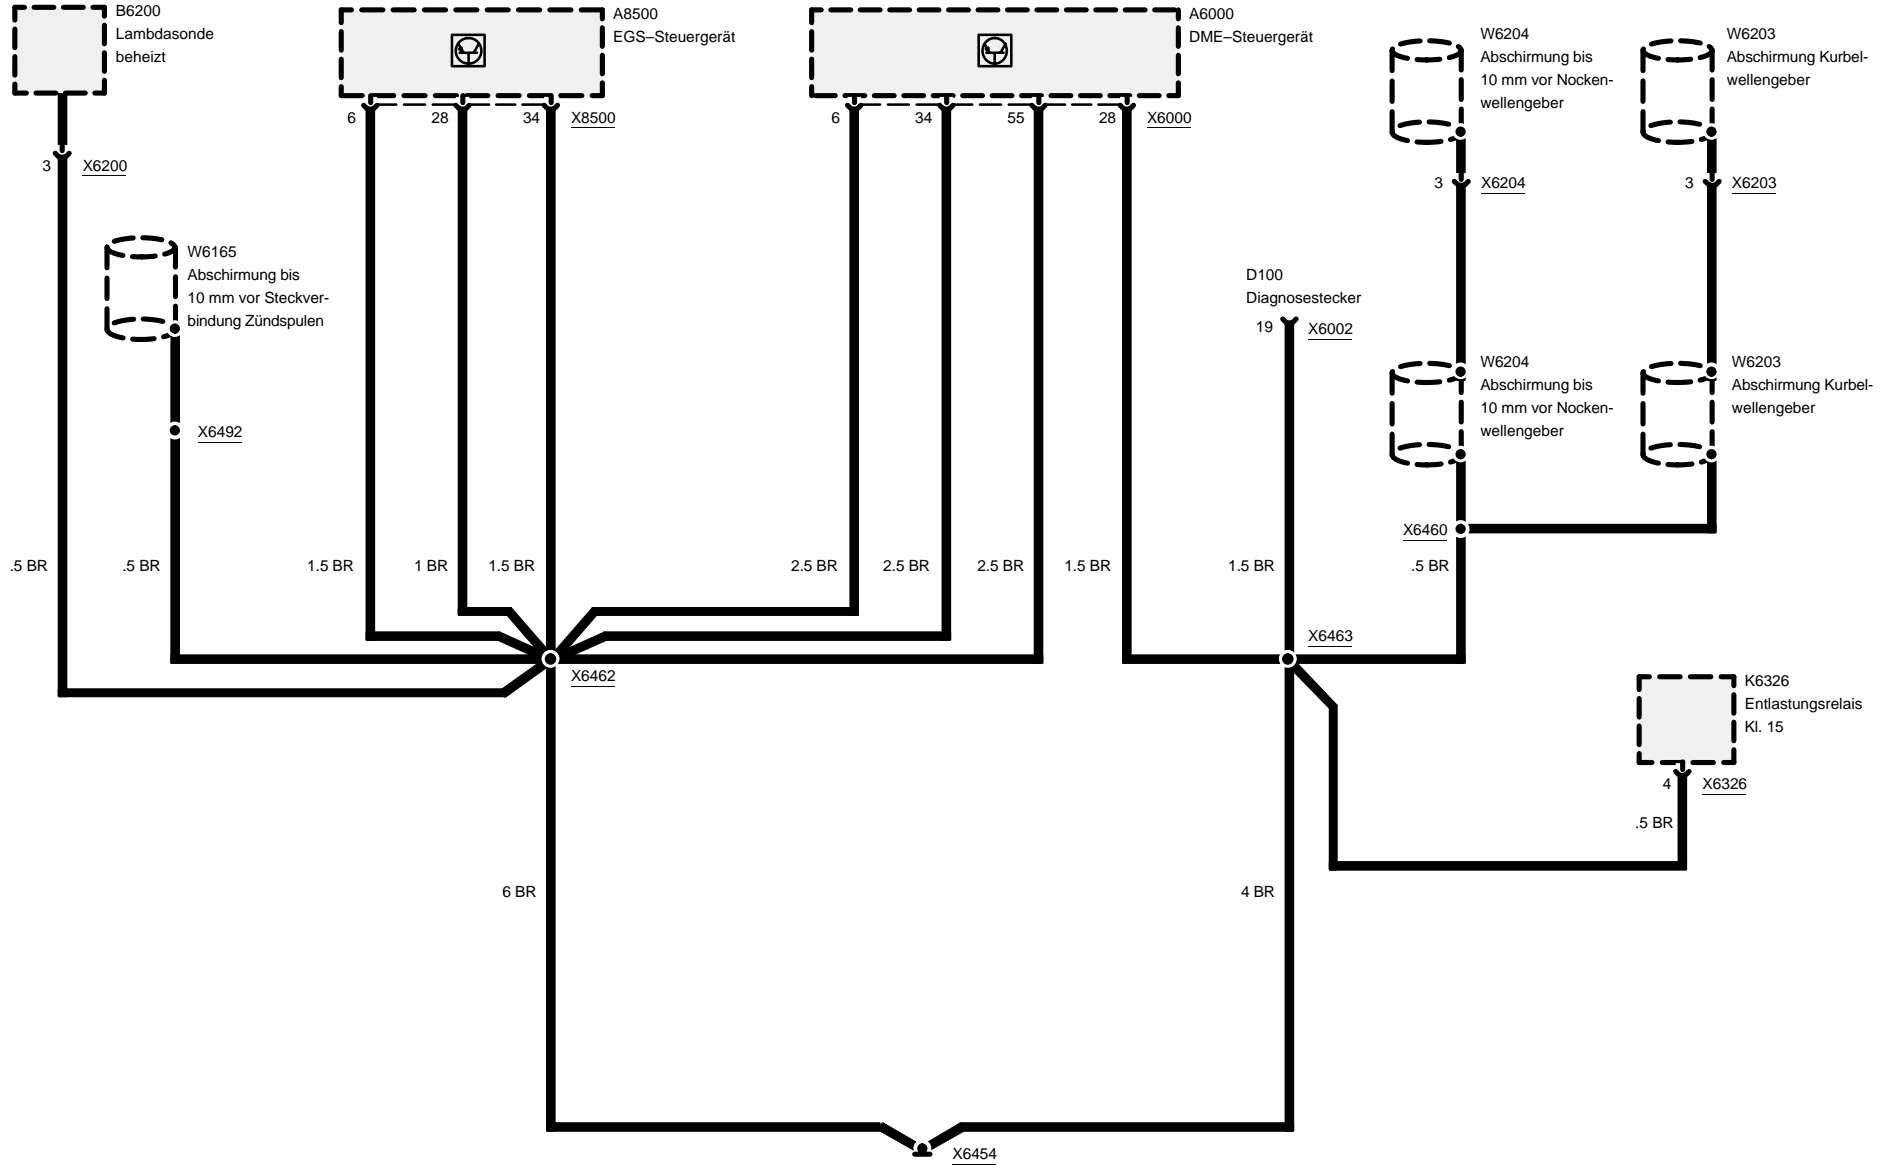 B6200
Lambdasonde
beheizt
A8500
EGS–Steuergerät
A6000
DME–Steuergerät
W6204
Abschirmung bis
10 mm vor Nocken-
wellengeber
W6203
Abschirmung Kurbel-
wellengeber
6
28
34
X8500
6
34
55
28
X6000
3
X6200
3
X6204
3
X6203
W6165
Abschirmung bis
10 mm vor Steckver-
bindung Zündspulen
D100
Diagnosestecker
19
X6002
W6204
Abschirmung bis
10 mm vor Nocken-
wellengeber
W6203
Abschirmung Kurbel-
wellengeber
X6492
X6460
.5 BR
.5 BR
1.5 BR
1 BR
1.5 BR
2.5 BR
2.5 BR
2.5 BR
1.5 BR
1.5 BR
.5 BR
X6463
X6462
K6326
Entlastungsrelais
Kl. 15
4
X6326
.5 BR
6 BR
4 BR
X6454